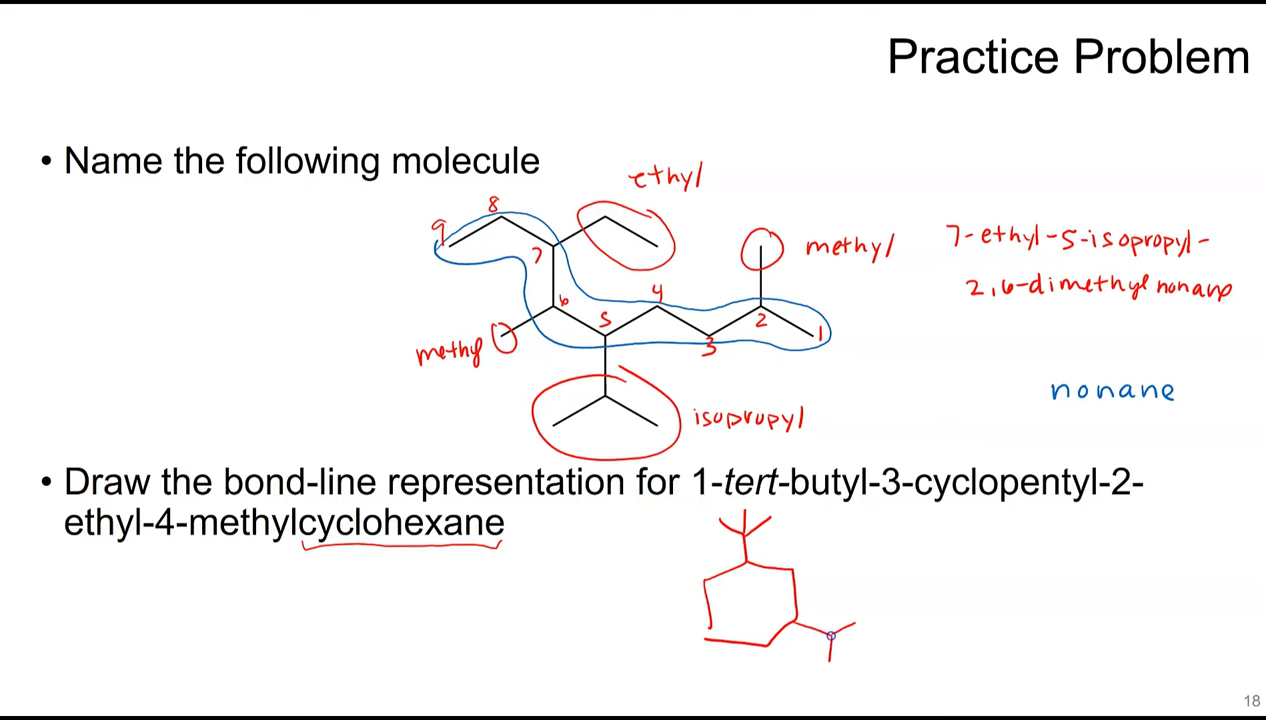 Practice Problem
• Name the following molecule
ethyl
8
9
7
methyl
7-ethyl-5-isopropyl-
2,6-dimethylnonane
4
6
5
2
1
3
methyl
nonane
isopropyl
• Draw the bond-line representation for 1-tert-butyl-3-cyclopentyl-2-
ethyl-4-methylcyclohexane
18